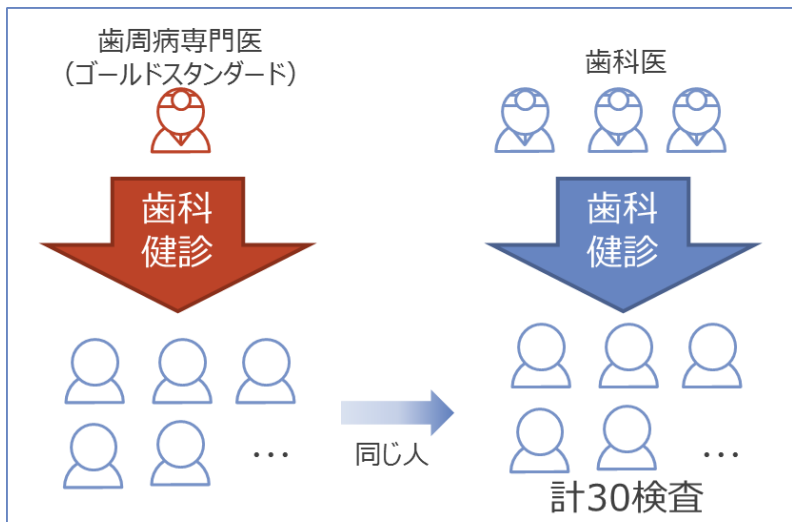 歯周病専門医
（ゴールドスタンダード）
歯科
健診
歯科医
歯科
健診
…
同じ人
…
計30検査